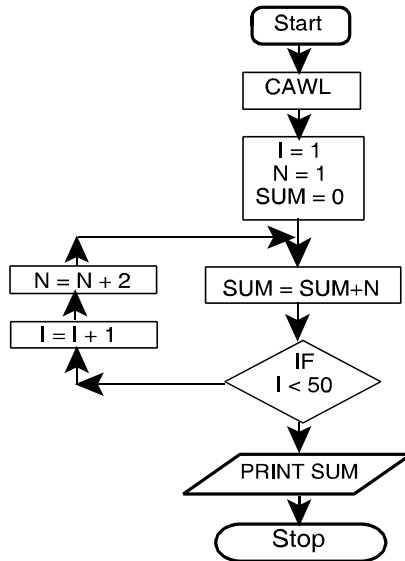 Start
CAWL
I = 1
N = 1
SUM = 0
N = N + 2
SUM = SUM+N
I = I + 1
IF
I < 50
PRINT SUM
Stop